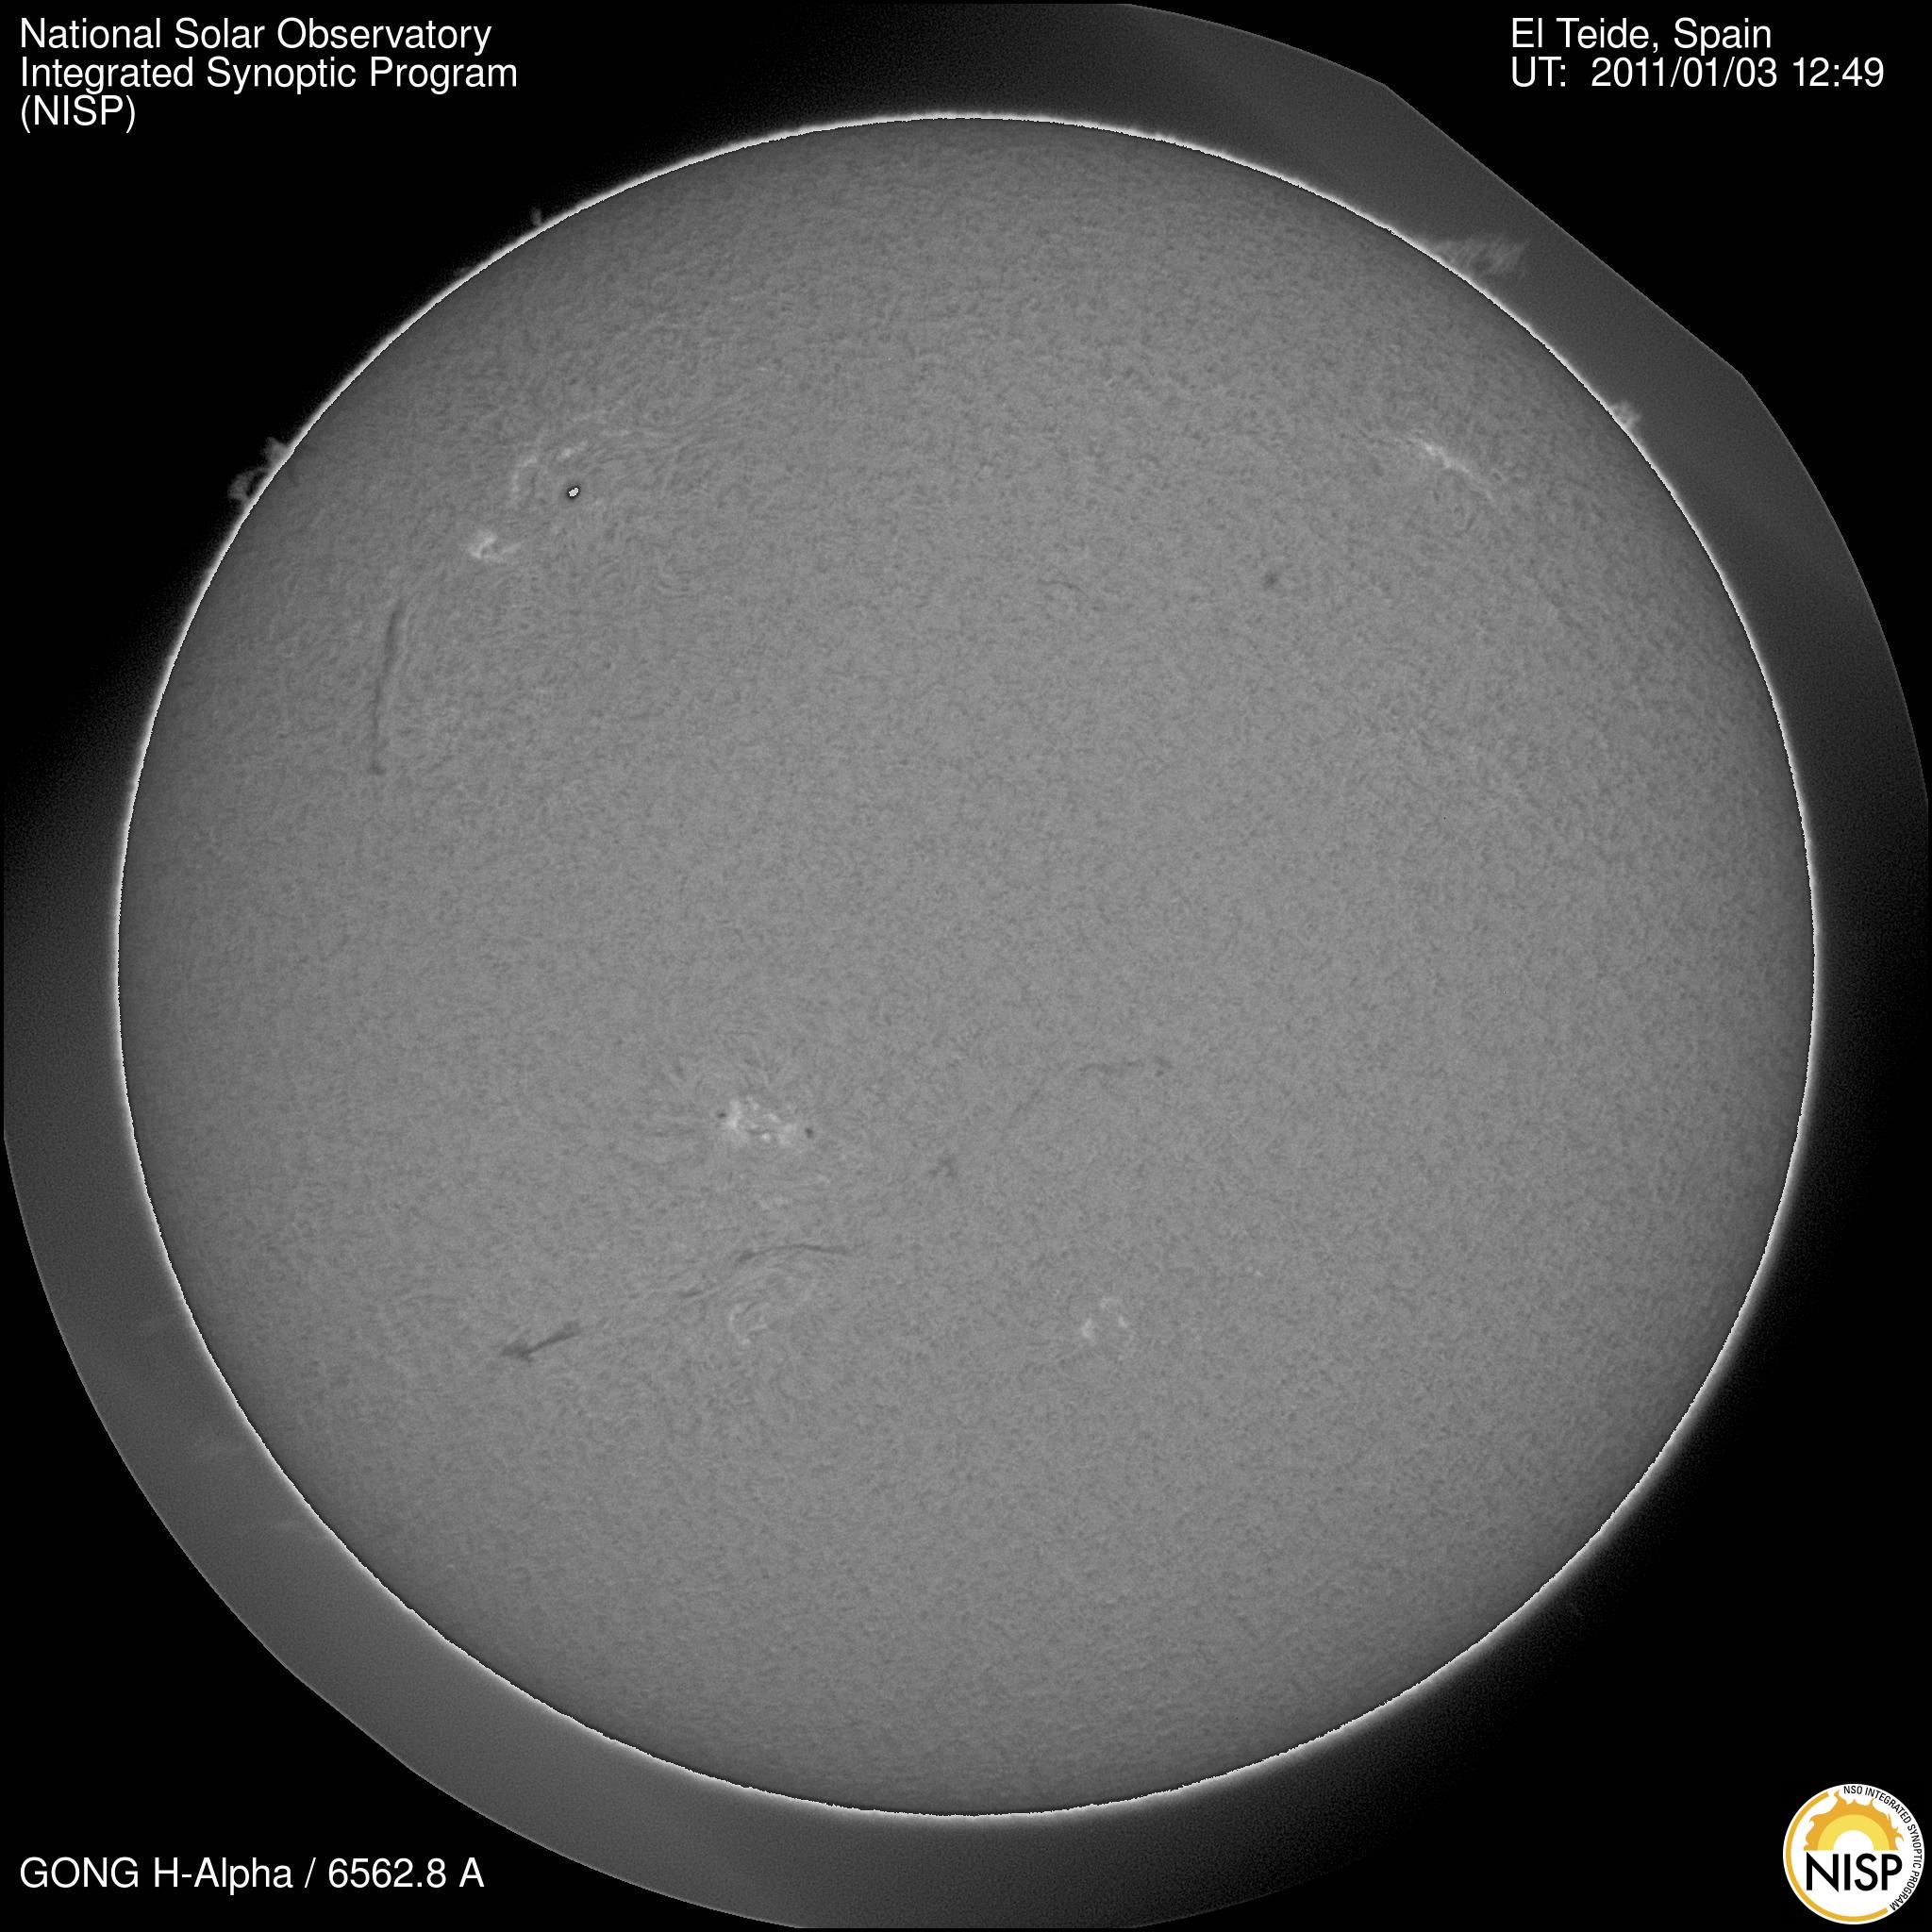 National Solar Observatory
Integrated Synoptic Program
(NISP)
El Teide, Spain
UT: 2011/01/03 12:49
GONG H-Alpha / 6562.8 A
NSO INTEGRATED SYNOPTIC PROGRAM
NISP